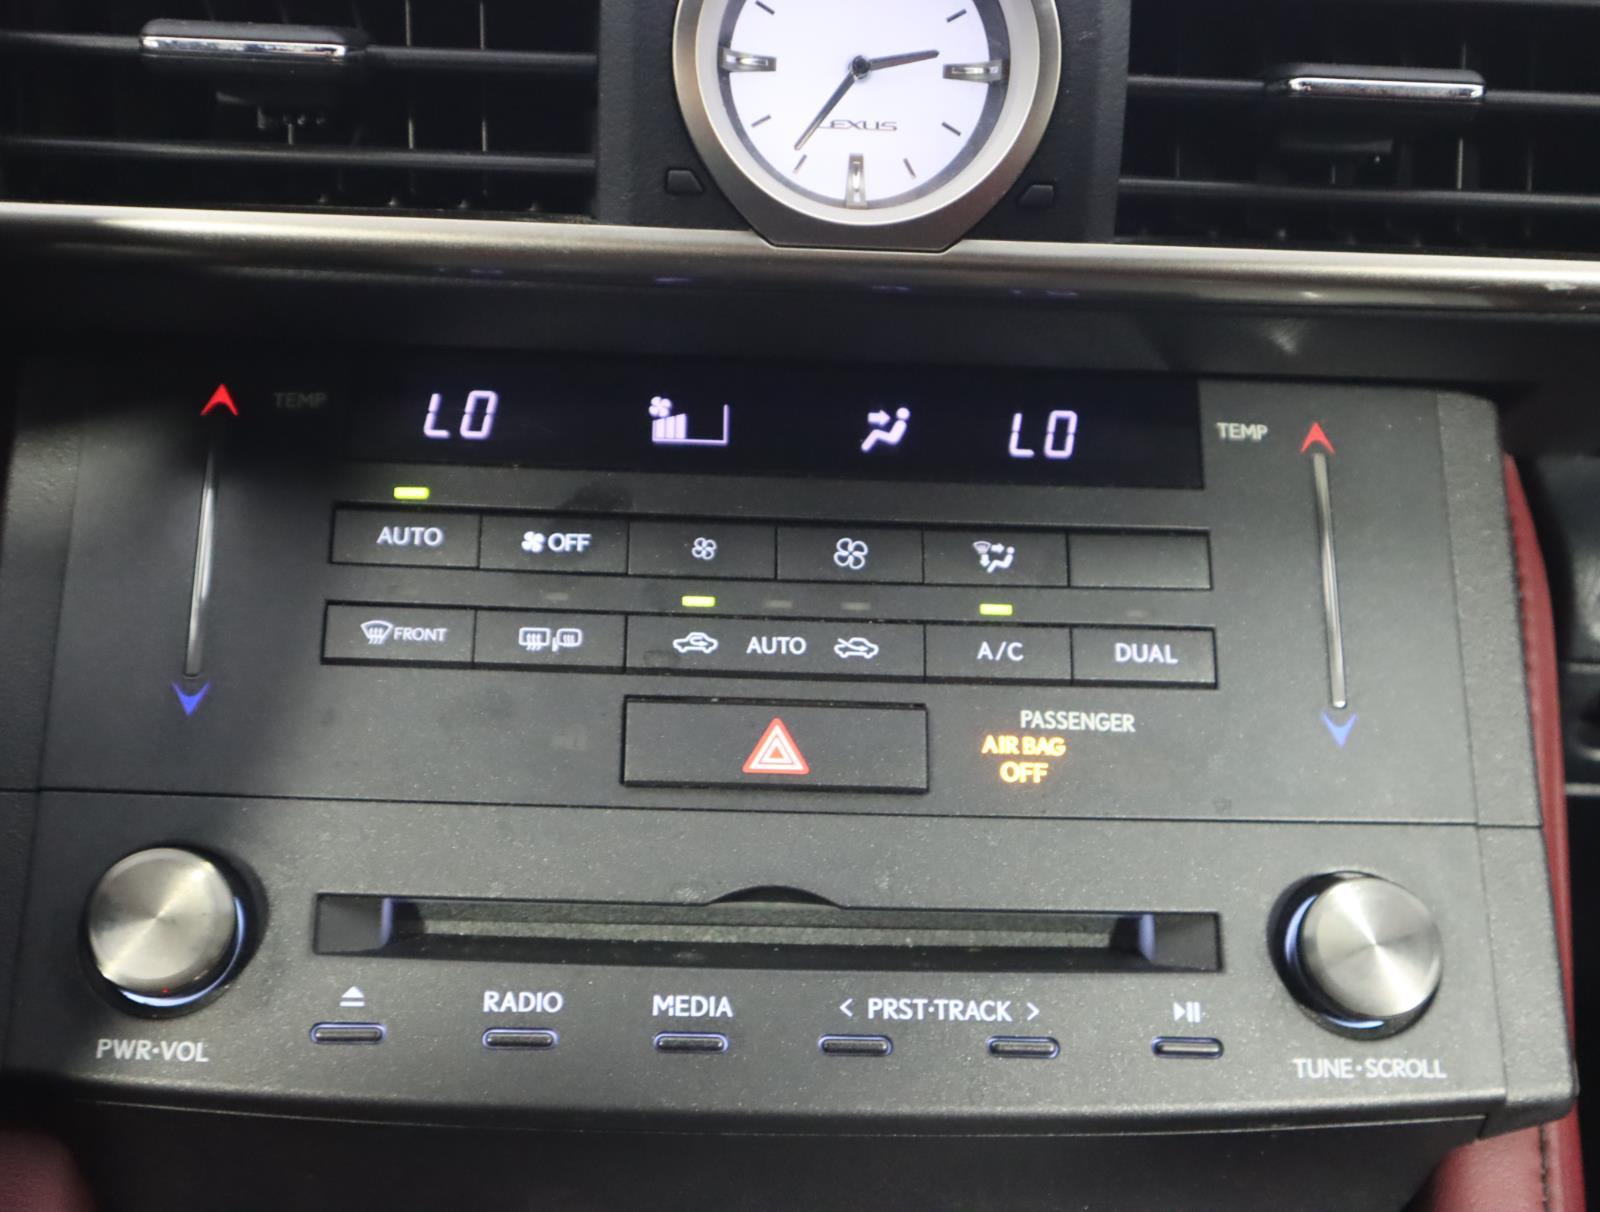 LEXUS
TEMP LO LO TEMP
AUTO OFF
FRONT AUTO A/C DUAL
PASSENGER
AIR BAG
OFF
RADIO MEDIA < PRST·TRACK >
PWR·VOL TUNE·SCROLL